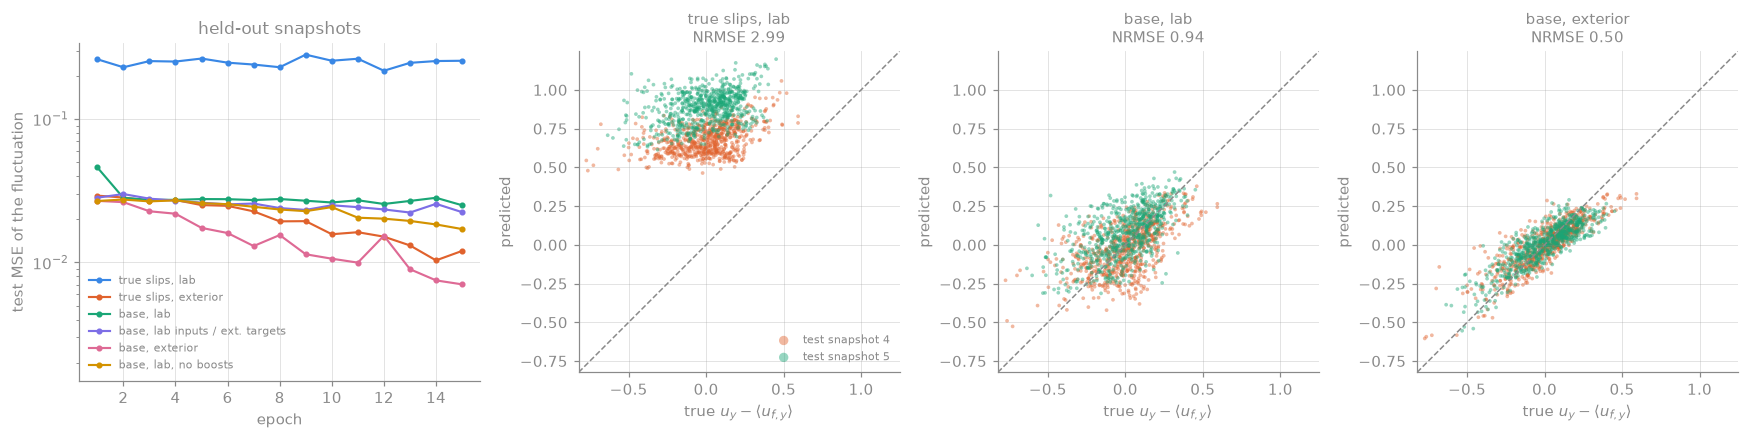 held-out snapshots
test MSE of the fluctuation
10⁻¹
10⁻²
true slips, lab
true slips, exterior
base, lab
base, lab inputs / ext. targets
base, exterior
base, lab, no boosts
2 4 6 8 10 12 14
epoch
true slips, lab
NRMSE 2.99
predicted
1.00
0.75
0.50
0.25
0.00
−0.25
−0.50
−0.75
test snapshot 4
test snapshot 5
−0.5 0.0 0.5 1.0
true u_y − ⟨u_{f,y}⟩
base, lab
NRMSE 0.94
predicted
1.00
0.75
0.50
0.25
0.00
−0.25
−0.50
−0.75
−0.5 0.0 0.5 1.0
true u_y − ⟨u_{f,y}⟩
base, exterior
NRMSE 0.50
predicted
1.00
0.75
0.50
0.25
0.00
−0.25
−0.50
−0.75
−0.5 0.0 0.5 1.0
true u_y − ⟨u_{f,y}⟩